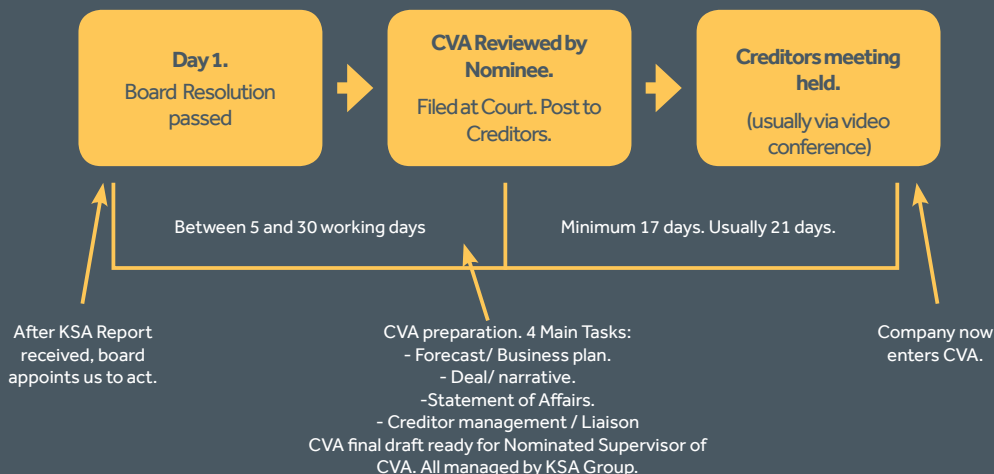 Day 1.
Board Resolution
passed
CVA Reviewed by
Nominee.
Filed at Court. Post to
Creditors.
Creditors meeting
held.
(usually via video
conference)
Between 5 and 30 working days
Minimum 17 days. Usually 21 days.
After KSA Report
received, board
appoints us to act.
CVA preparation. 4 Main Tasks:
- Forecast/ Business plan.
- Deal/ narrative.
-Statement of Affairs.
- Creditor management / Liaison
CVA final draft ready for Nominated Supervisor of
CVA. All managed by KSA Group.
Company now
enters CVA.